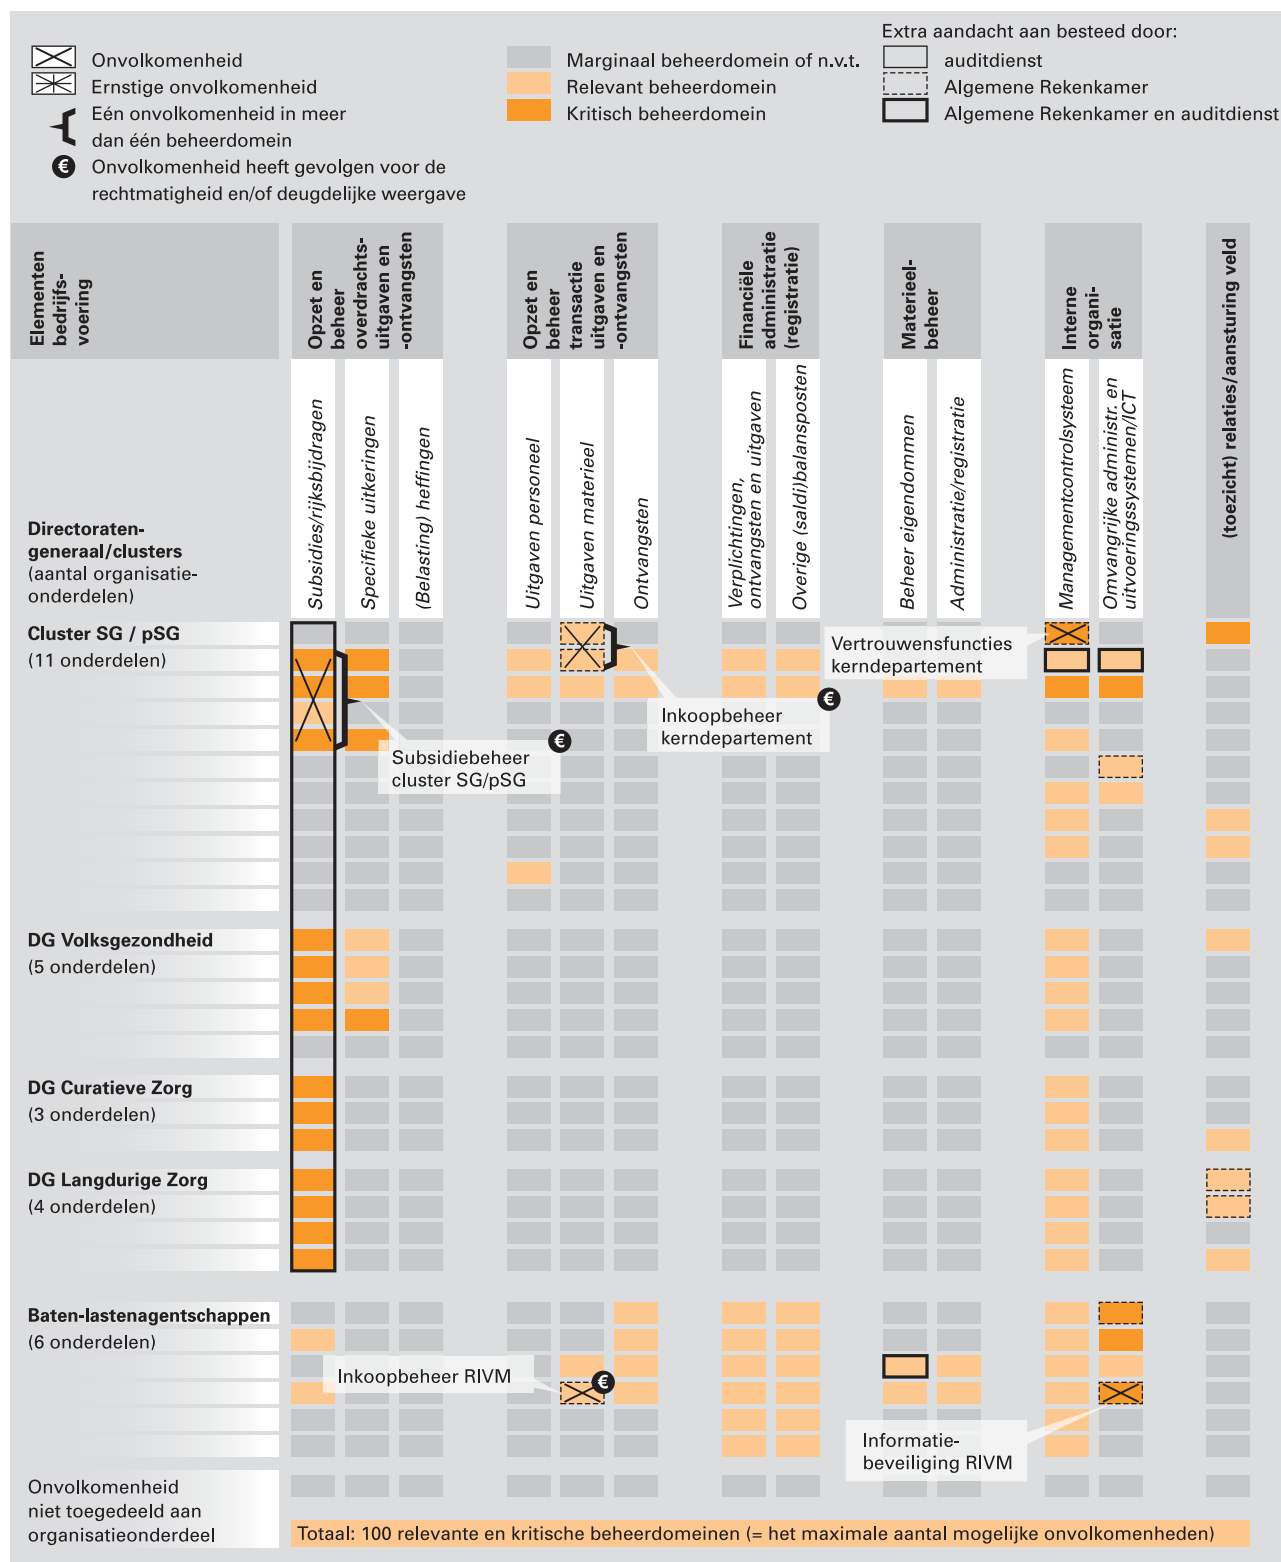 Onvolkomenheid
Ernstige onvolkomenheid
Eén onvolkomenheid in meer
dan één beheerdomein
€ Onvolkomenheid heeft gevolgen voor de
rechtmatigheid en/of deugdelijke weergave
Marginaal beheerdomein of n.v.t.
Relevant beheerdomein
Kritisch beheerdomein
Extra aandacht aan besteed door:
auditdienst
Algemene Rekenkamer
Algemene Rekenkamer en auditdienst
Elementen
bedrijfs-
voering
Opzet en
beheer
overdrachts-
uitgaven en
-ontvangsten
Opzet en
beheer
transactie
uitgaven en
-ontvangsten
Financiële
administratie
(registratie)
Materieel-
beheer
Interne
organi-
satie
(toezicht) relaties/aansturing veld
Directoraten-
generaal/clusters
(aantal organisatie-
onderdelen)
Subsidies/rijksbijdragen
Specifieke uitkeringen
(Belasting) heffingen
Uitgaven personeel
Uitgaven materieel
Ontvangsten
Verplichtingen,
ontvangsten en uitgaven
Overige (saldi)balansposten
Beheer eigendommen
Administratie/registratie
Managementcontrolsysteem
Omvangrijke administr. en
uitvoeringssystemen/ICT
Cluster SG / pSG
(11 onderdelen)
Vertrouwensfuncties
kerndepartement
Inkoopbeheer
kerndepartement
€
Subsidiebeheer
cluster SG/pSG
€
DG Volksgezondheid
(5 onderdelen)
DG Curatieve Zorg
(3 onderdelen)
DG Langdurige Zorg
(4 onderdelen)
Baten-lastenagentschappen
(6 onderdelen)
Inkoopbeheer RIVM
€
Informatie-
beveiliging RIVM
Onvolkomenheid
niet toegedeeld aan
organisatieonderdeel
Totaal: 100 relevante en kritische beheerdomeinen (= het maximale aantal mogelijke onvolkomenheden)